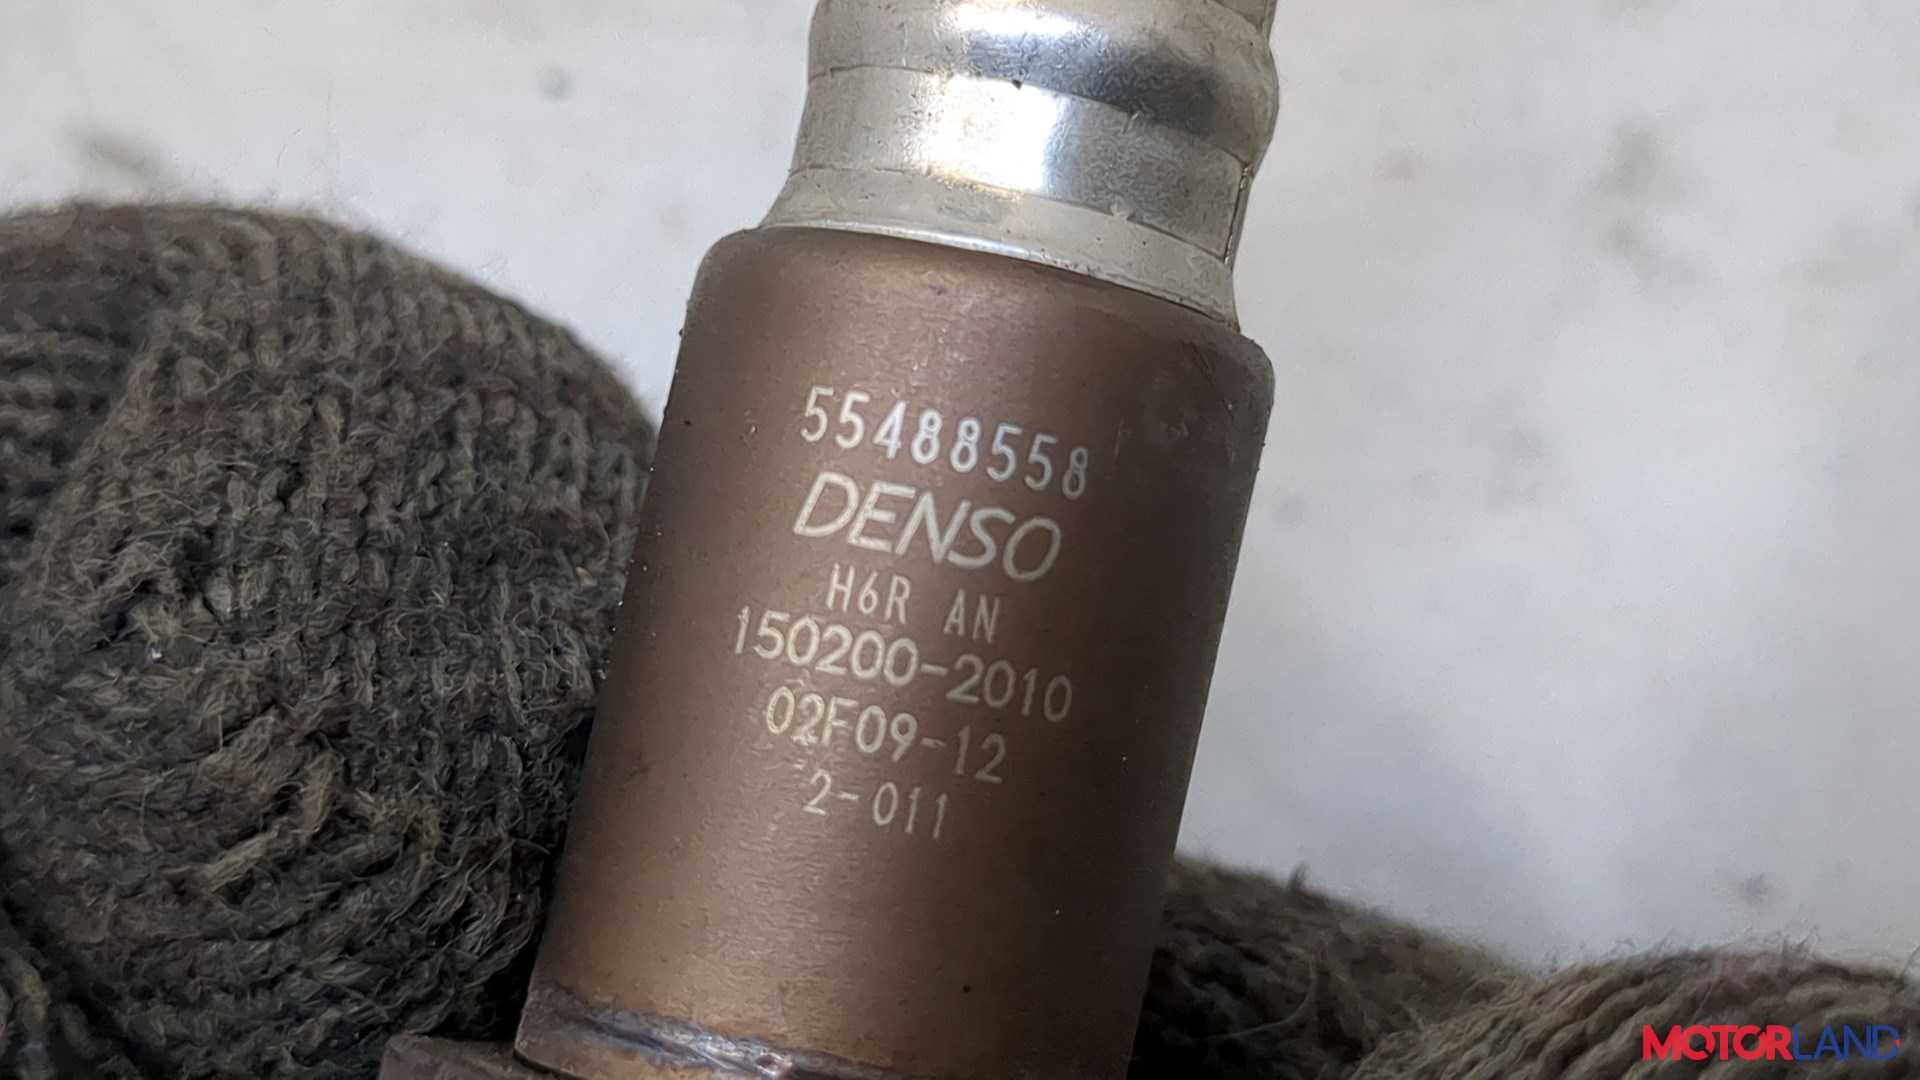 55488558
DENSO
H6R AN
150200-2010
02F09-12
2-011
MOTORLAND